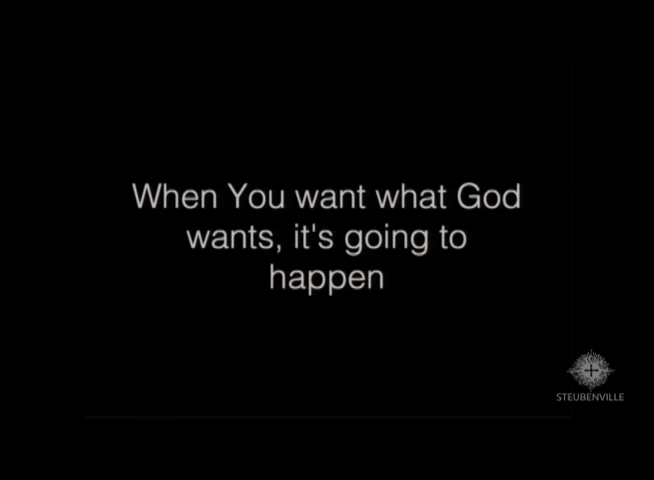 When You want what God
wants, it's going to
happen
STEUBENVILLE